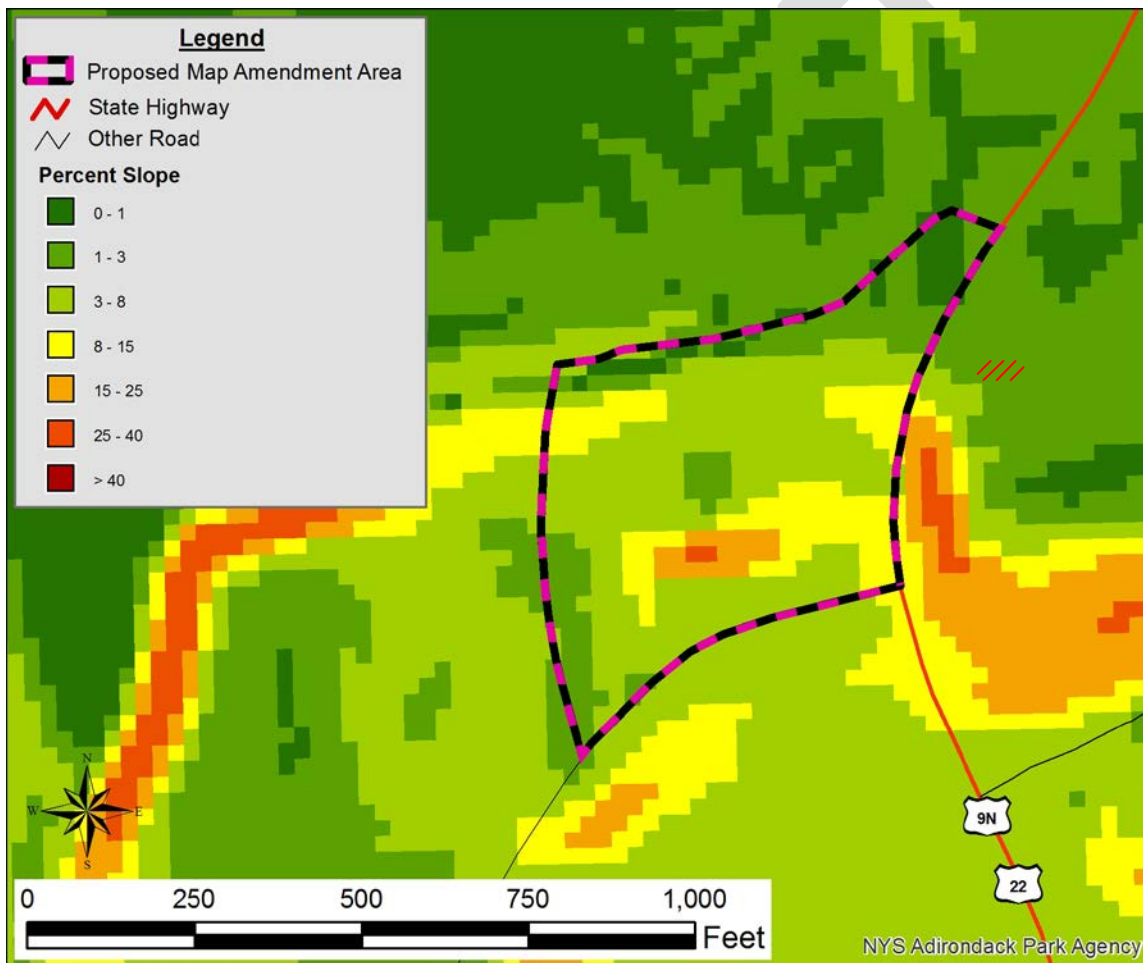 Legend
Proposed Map Amendment Area
State Highway
Other Road
Percent Slope
0 - 1
1 - 3
3 - 8
8 - 15
15 - 25
25 - 40
> 40
N
W E
S
9N
22
0 250 500 750 1,000
Feet
NYS Adirondack Park Agency